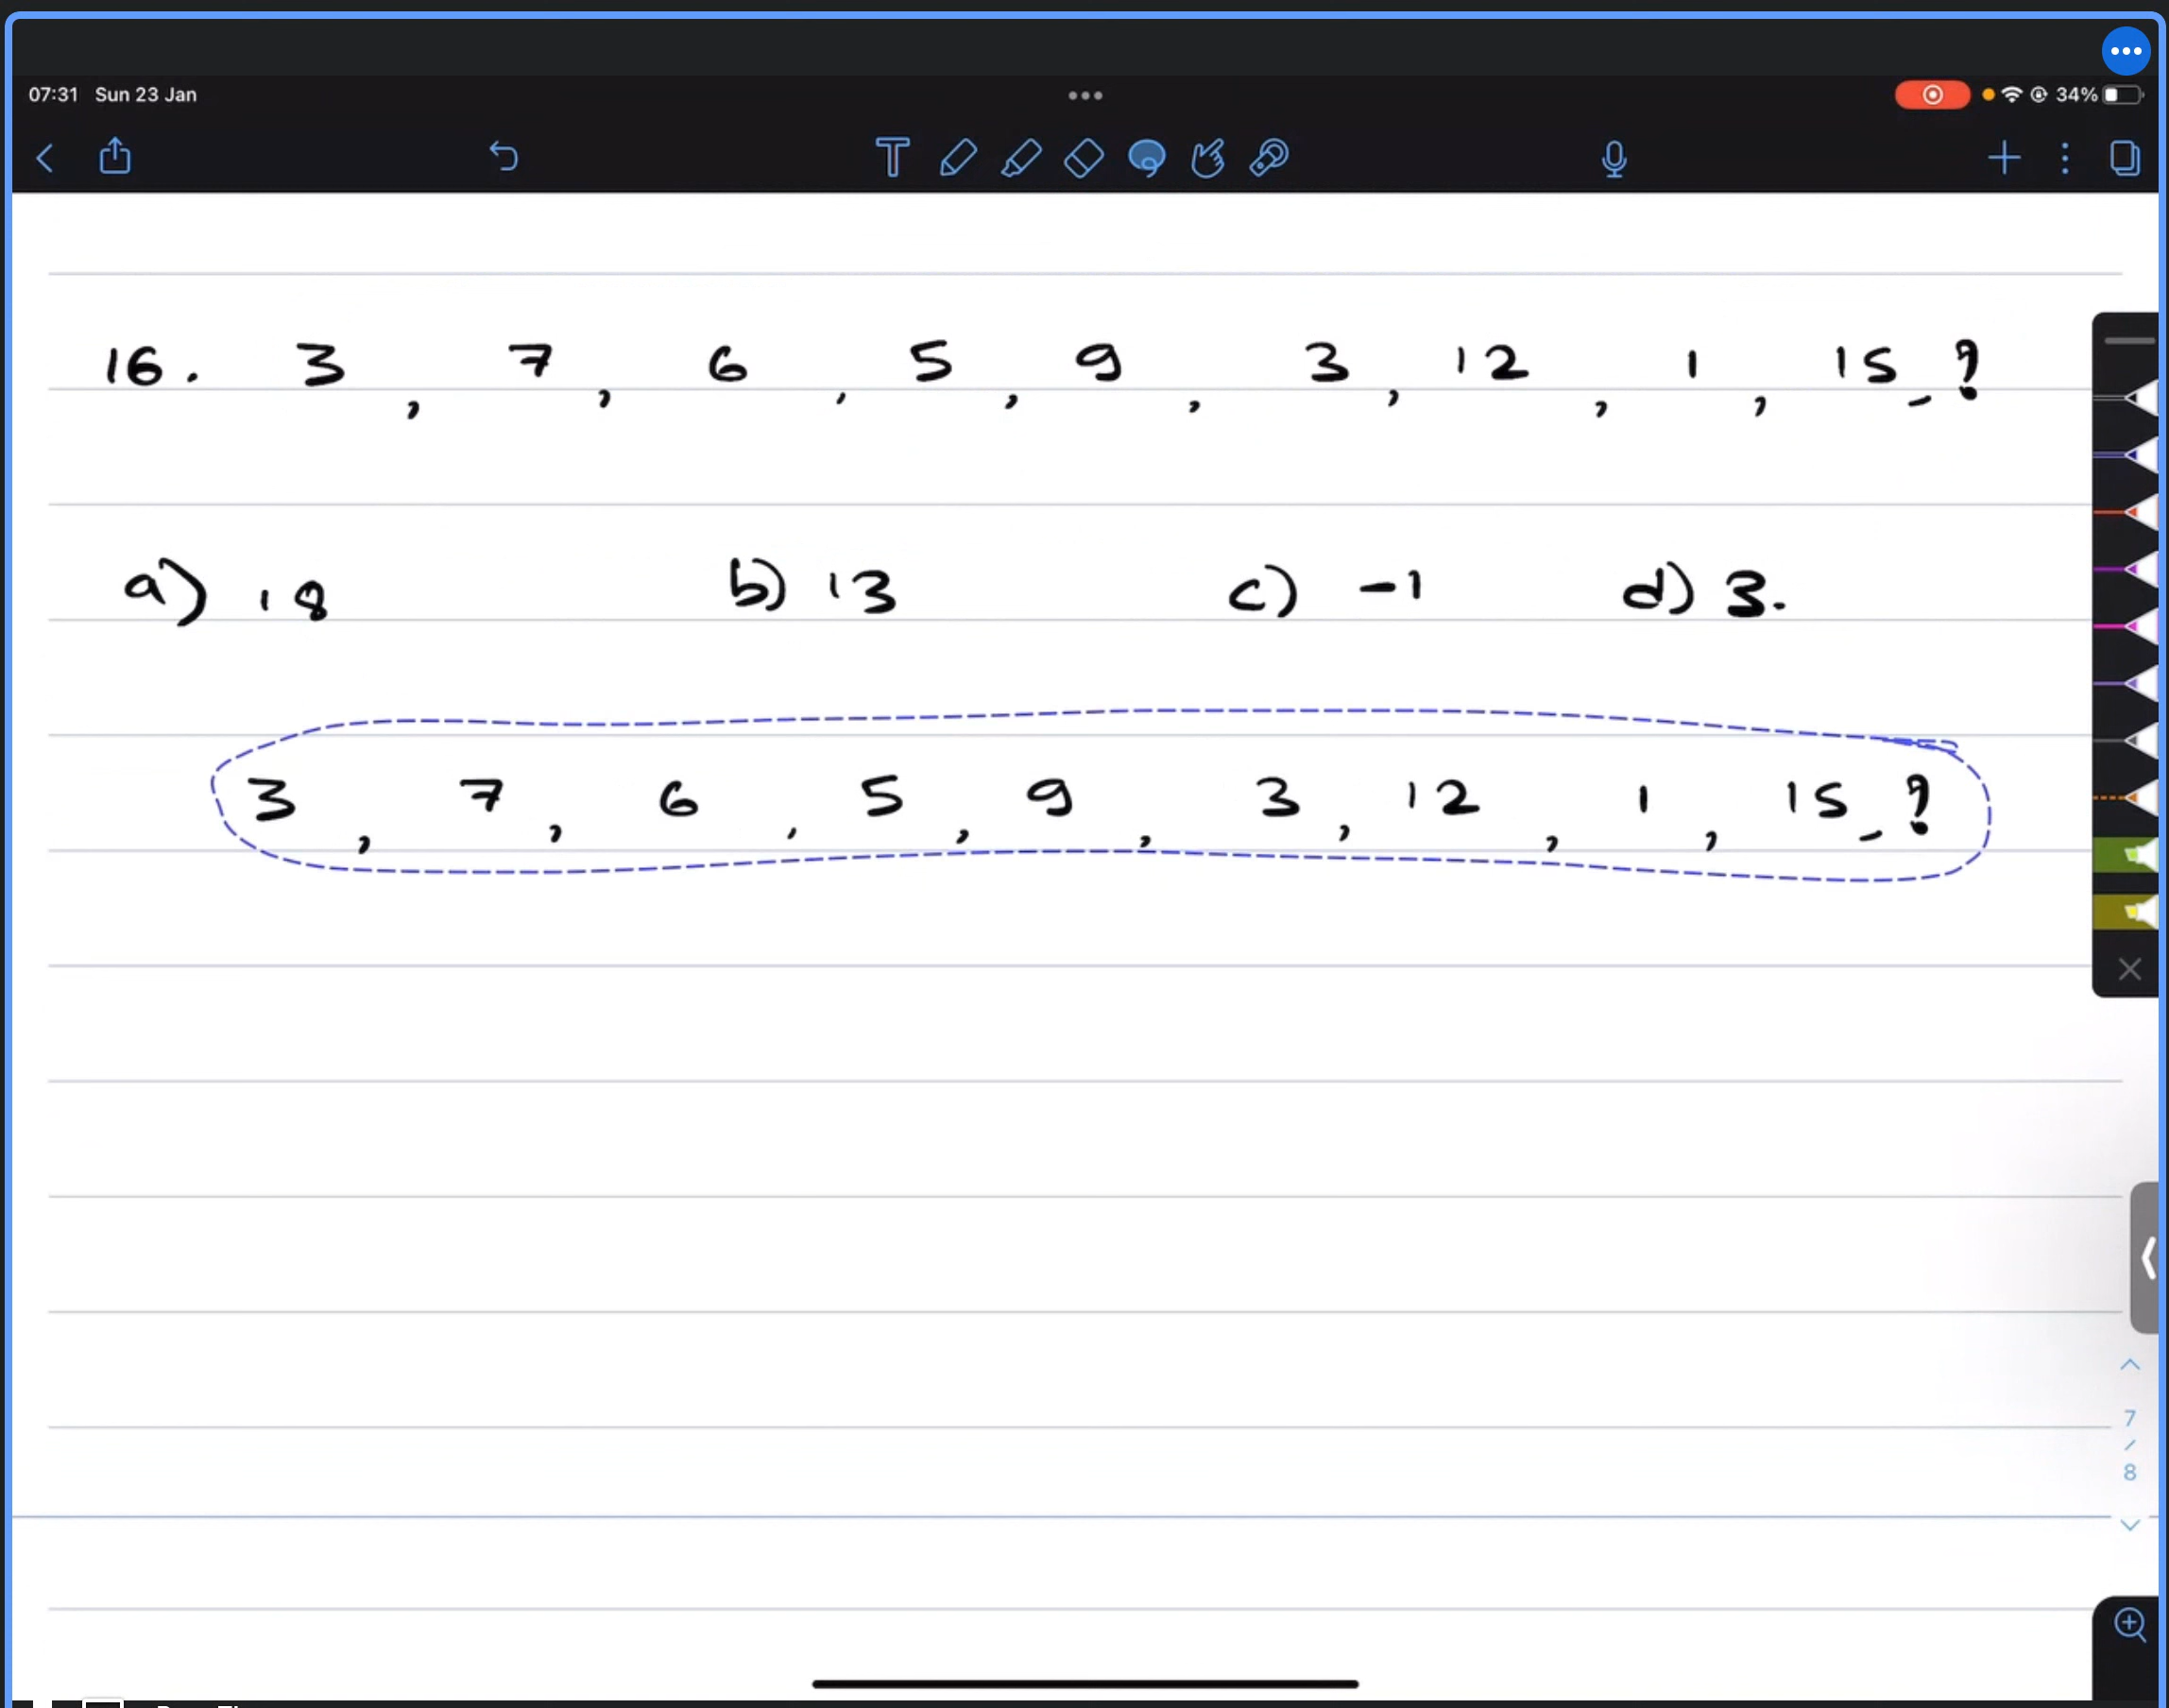 07:31 Sun 23 Jan
34%
16. 3, 7, 6, 5, 9, 3, 12, 1, 15, ?
a) 18 b) 13 c) -1 d) 3.
3, 7, 6, 5, 9, 3, 12, 1, 15, ?
7
/
8